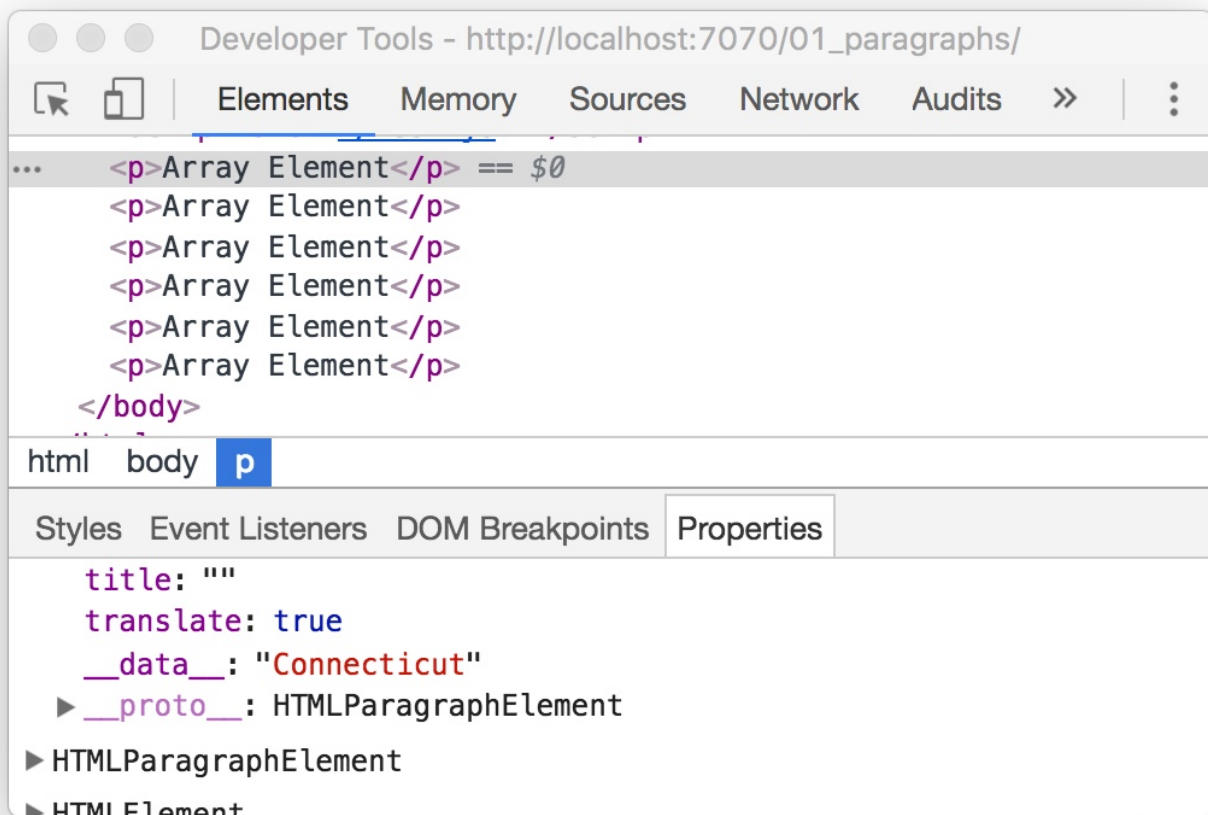 Developer Tools - http://localhost:7070/01_paragraphs/
Elements Memory Sources Network Audits »
... <p>Array Element</p> == $0
<p>Array Element</p>
<p>Array Element</p>
<p>Array Element</p>
<p>Array Element</p>
<p>Array Element</p>
</body>
html body p
Styles Event Listeners DOM Breakpoints Properties
title: ""
translate: true
__data__: "Connecticut"
▶ __proto__: HTMLParagraphElement
▶ HTMLParagraphElement
▶ HTMLElement